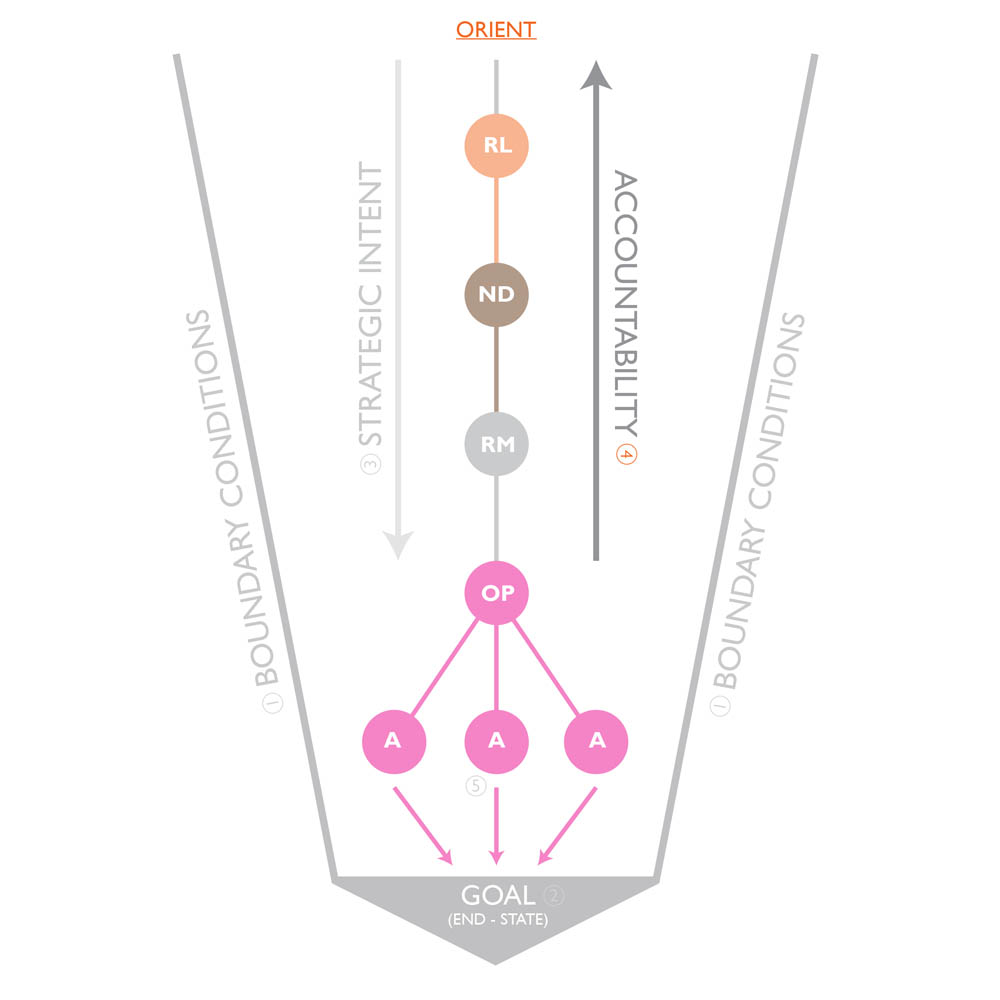 ORIENT
RL
ND
RM
OP
A A A
③ STRATEGIC INTENT
ACCOUNTABILITY ④
① BOUNDARY CONDITIONS
① BOUNDARY CONDITIONS
⑤
GOAL ②
(END - STATE)